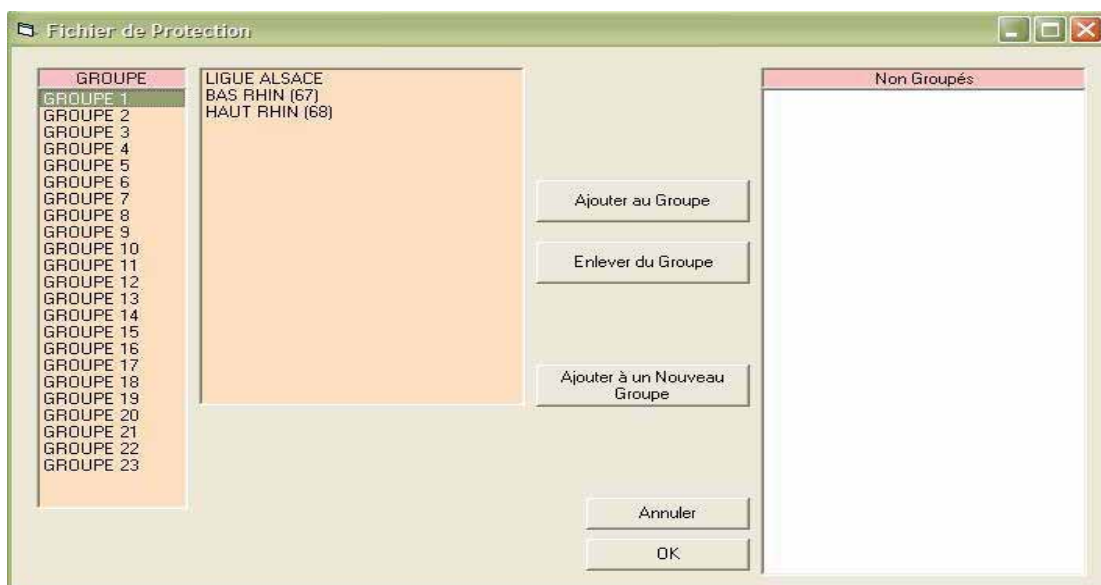 Fichier de Protection
GROUPE
GROUPE 1
GROUPE 2
GROUPE 3
GROUPE 4
GROUPE 5
GROUPE 6
GROUPE 7
GROUPE 8
GROUPE 9
GROUPE 10
GROUPE 11
GROUPE 12
GROUPE 13
GROUPE 14
GROUPE 15
GROUPE 16
GROUPE 17
GROUPE 18
GROUPE 19
GROUPE 20
GROUPE 21
GROUPE 22
GROUPE 23
LIGUE ALSACE
BAS RHIN (67)
HAUT RHIN (68)
Ajouter au Groupe
Enlever du Groupe
Ajouter à un Nouveau
Groupe
Annuler
OK
Non Groupés